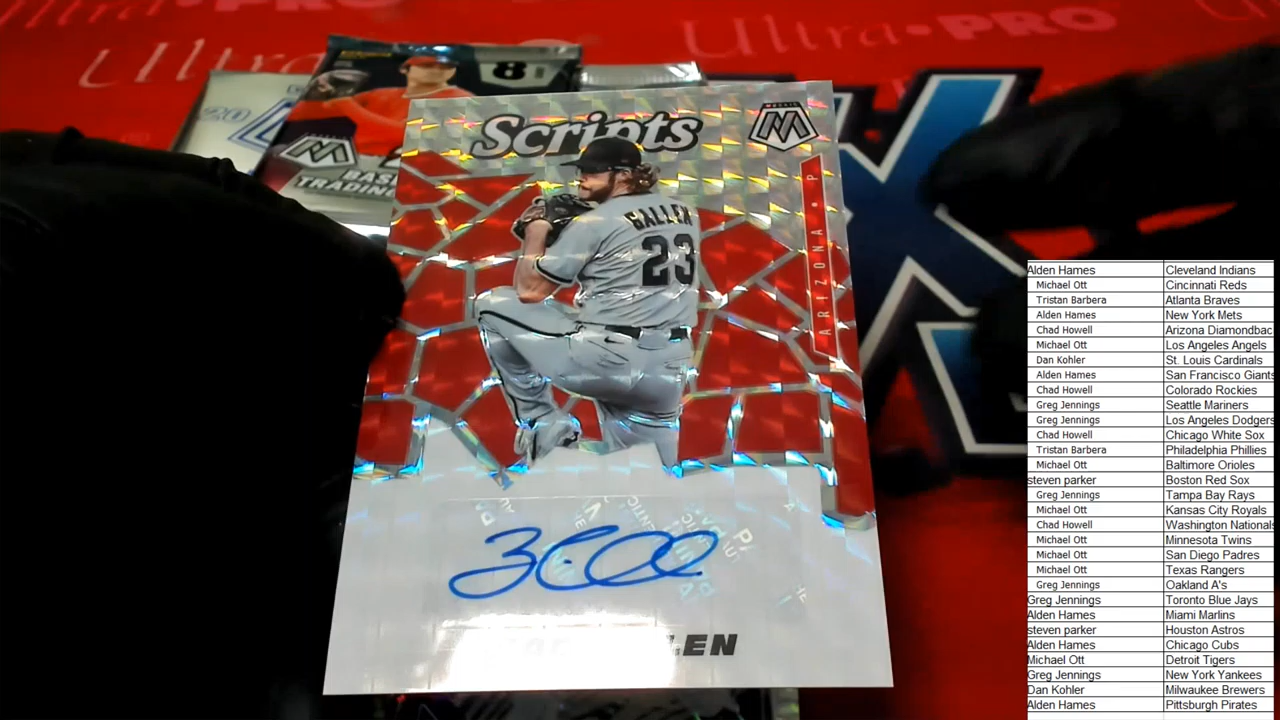 Ultra•PRO
Ultra•PRO
8
20
BAS
TRADIN
Scripts
MOSAIC
M
GALLEN
23
ARIZONA • P
LEN
Alden Hames Cleveland Indians
Michael Ott Cincinnati Reds
Tristan Barbera Atlanta Braves
Alden Hames New York Mets
Chad Howell Arizona Diamondbac
Michael Ott Los Angeles Angels
Dan Kohler St. Louis Cardinals
Alden Hames San Francisco Giants
Chad Howell Colorado Rockies
Greg Jennings Seattle Mariners
Greg Jennings Los Angeles Dodgers
Chad Howell Chicago White Sox
Tristan Barbera Philadelphia Phillies
Michael Ott Baltimore Orioles
steven parker Boston Red Sox
Greg Jennings Tampa Bay Rays
Michael Ott Kansas City Royals
Chad Howell Washington Nationals
Michael Ott Minnesota Twins
Michael Ott San Diego Padres
Michael Ott Texas Rangers
Greg Jennings Oakland A's
Greg Jennings Toronto Blue Jays
Alden Hames Miami Marlins
steven parker Houston Astros
Alden Hames Chicago Cubs
Michael Ott Detroit Tigers
Greg Jennings New York Yankees
Dan Kohler Milwaukee Brewers
Alden Hames Pittsburgh Pirates